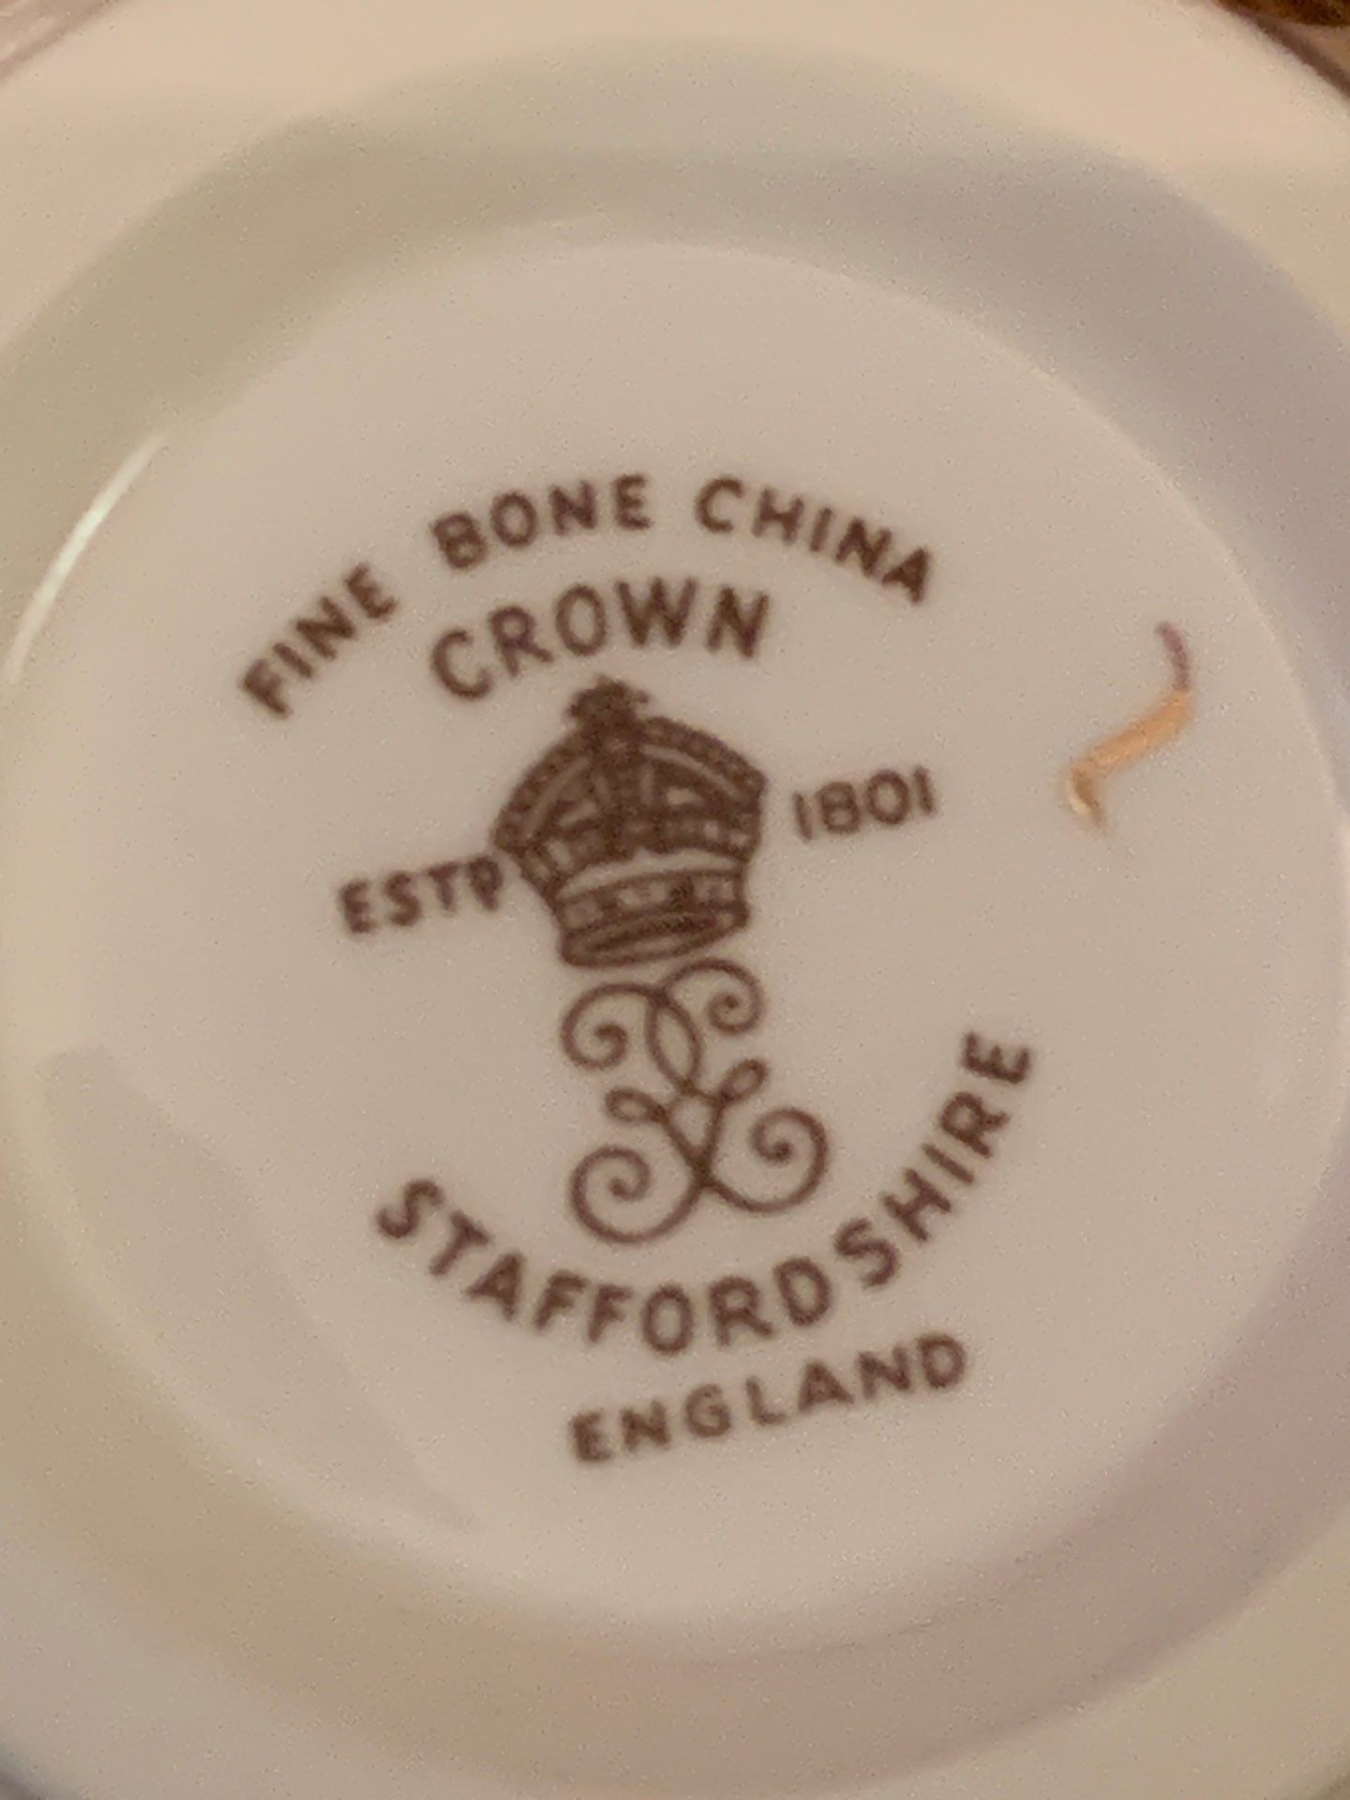 FINE BONE CHINA
CROWN
ESTD 1801
STAFFORDSHIRE
ENGLAND